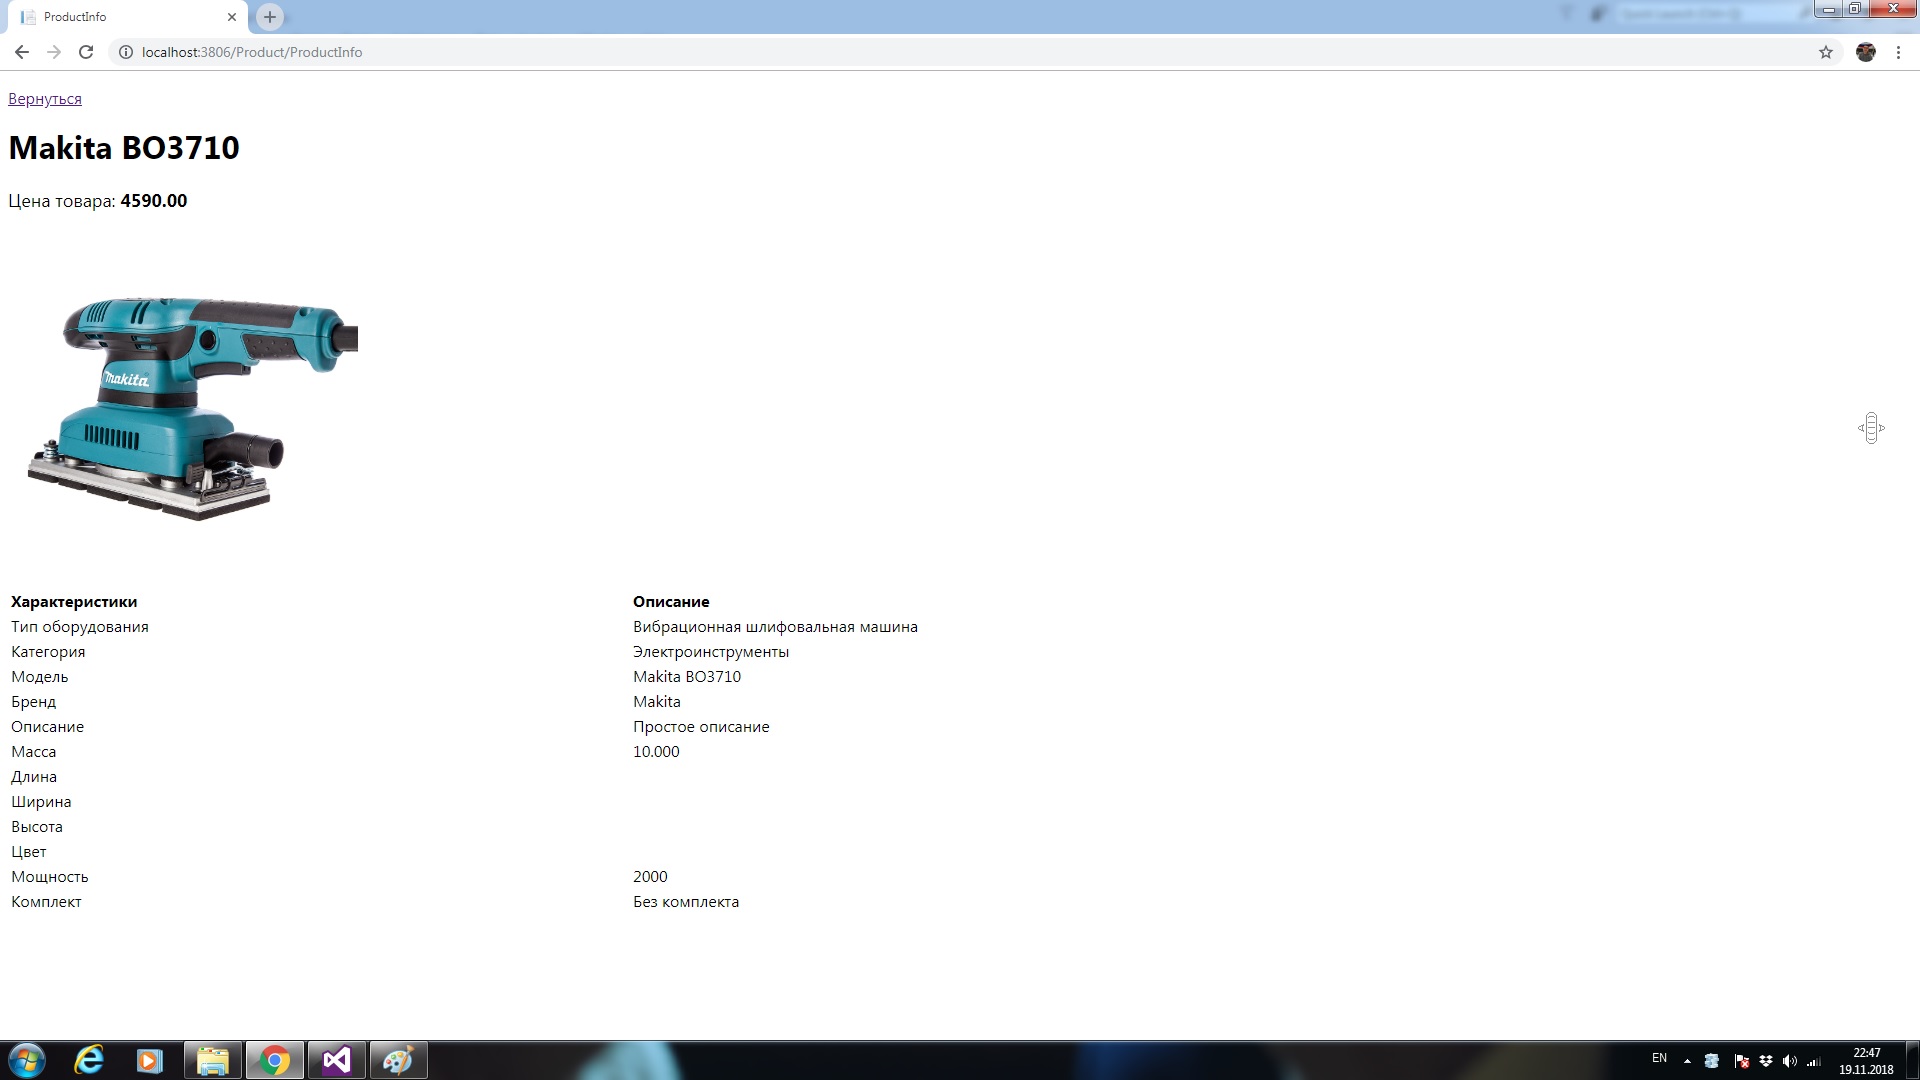 ProductInfo
localhost:3806/Product/ProductInfo
Вернуться
Makita BO3710
Цена товара: 4590.00
makita
Характеристики Описание
Тип оборудования Вибрационная шлифовальная машина
Категория Электроинструменты
Модель Makita BO3710
Бренд Makita
Описание Простое описание
Масса 10.000
Длина
Ширина
Высота
Цвет
Мощность 2000
Комплект Без комплекта
EN
22:47
19.11.2018